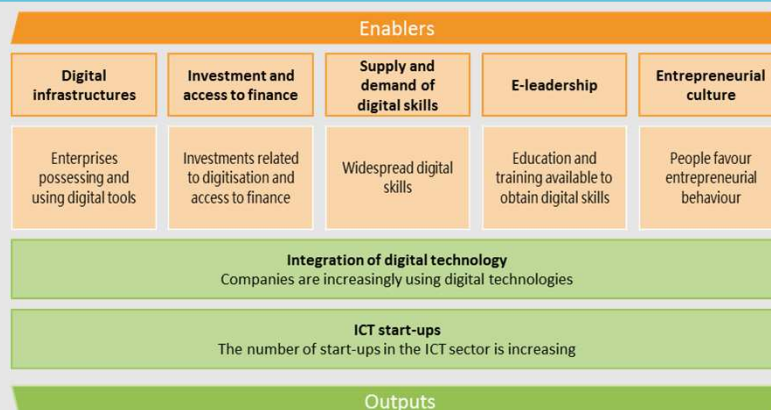 Enablers
Digital
infrastructures
Investment and
access to finance
Supply and
demand of
digital skills
E-leadership
Entrepreneurial
culture
Enterprises
possessing and
using digital tools
Investments related
to digitisation and
access to finance
Widespread digital
skills
Education and
training available to
obtain digital skills
People favour
entrepreneurial
behaviour
Integration of digital technology
Companies are increasingly using digital technologies
ICT start-ups
The number of start-ups in the ICT sector is increasing
Outputs